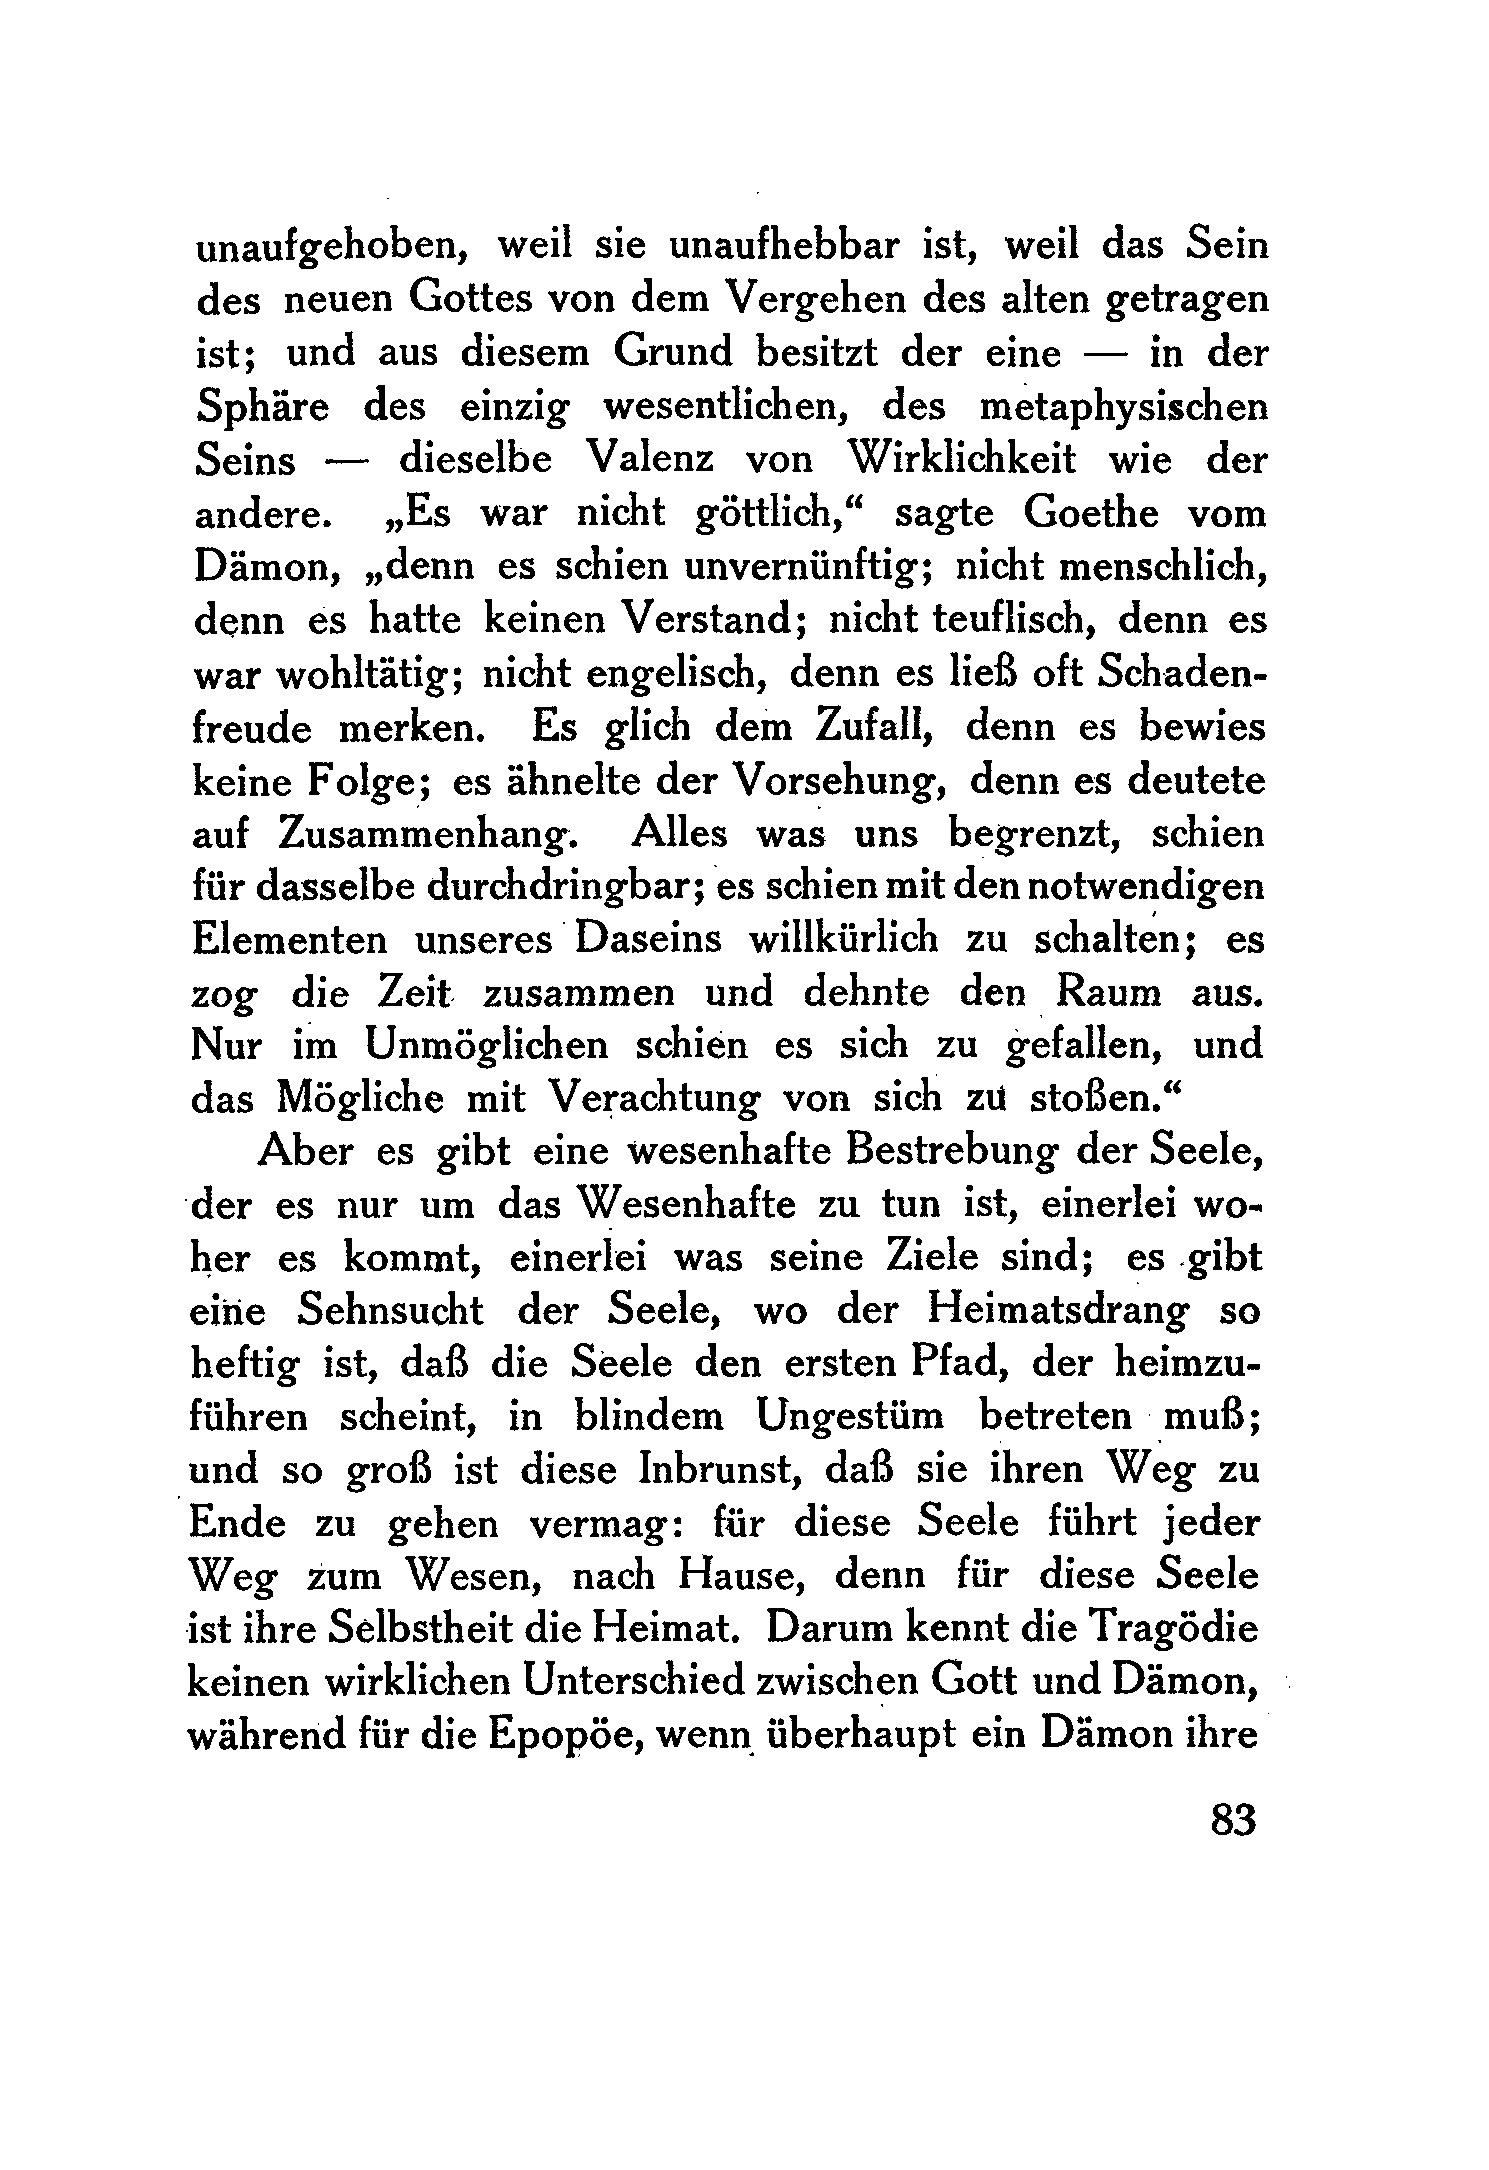 unaufgehoben, weil sie unaufhebbar ist, weil das Sein
des neuen Gottes von dem Vergehen des alten getragen
ist; und aus diesem Grund besitzt der eine — in der
Sphäre des einzig wesentlichen, des metaphysischen
Seins — dieselbe Valenz von Wirklichkeit wie der
andere. „Es war nicht göttlich,“ sagte Goethe vom
Dämon, „denn es schien unvernünftig; nicht menschlich,
denn es hatte keinen Verstand; nicht teuflisch, denn es
war wohltätig; nicht engelisch, denn es ließ oft Schaden-
freude merken. Es glich dem Zufall, denn es bewies
keine Folge; es ähnelte der Vorsehung, denn es deutete
auf Zusammenhang. Alles was uns begrenzt, schien
für dasselbe durchdringbar; es schien mit den notwendigen
Elementen unseres Daseins willkürlich zu schalten; es
zog die Zeit zusammen und dehnte den Raum aus.
Nur im Unmöglichen schien es sich zu gefallen, und
das Mögliche mit Verachtung von sich zu stoßen.“
Aber es gibt eine wesenhafte Bestrebung der Seele,
der es nur um das Wesenhafte zu tun ist, einerlei wo-
her es kommt, einerlei was seine Ziele sind; es gibt
eine Sehnsucht der Seele, wo der Heimatsdrang so
heftig ist, daß die Seele den ersten Pfad, der heimzu-
führen scheint, in blindem Ungestüm betreten muß;
und so groß ist diese Inbrunst, daß sie ihren Weg zu
Ende zu gehen vermag: für diese Seele führt jeder
Weg zum Wesen, nach Hause, denn für diese Seele
ist ihre Selbstheit die Heimat. Darum kennt die Tragödie
keinen wirklichen Unterschied zwischen Gott und Dämon,
während für die Epopöe, wenn überhaupt ein Dämon ihre
83